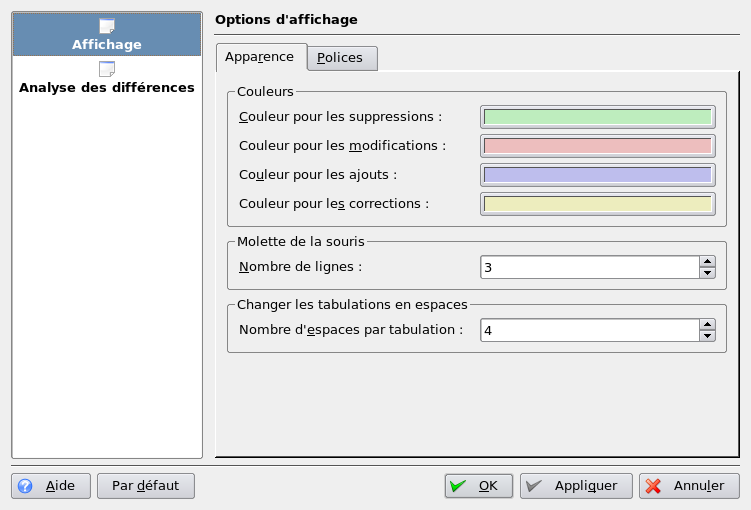 Affichage
Analyse des différences
Options d'affichage
Apparence
Polices
Couleurs
Couleur pour les suppressions :
Couleur pour les modifications :
Couleur pour les ajouts :
Couleur pour les corrections :
Molette de la souris
Nombre de lignes :
3
Changer les tabulations en espaces
Nombre d'espaces par tabulation :
4
Aide
Par défaut
OK
Appliquer
Annuler